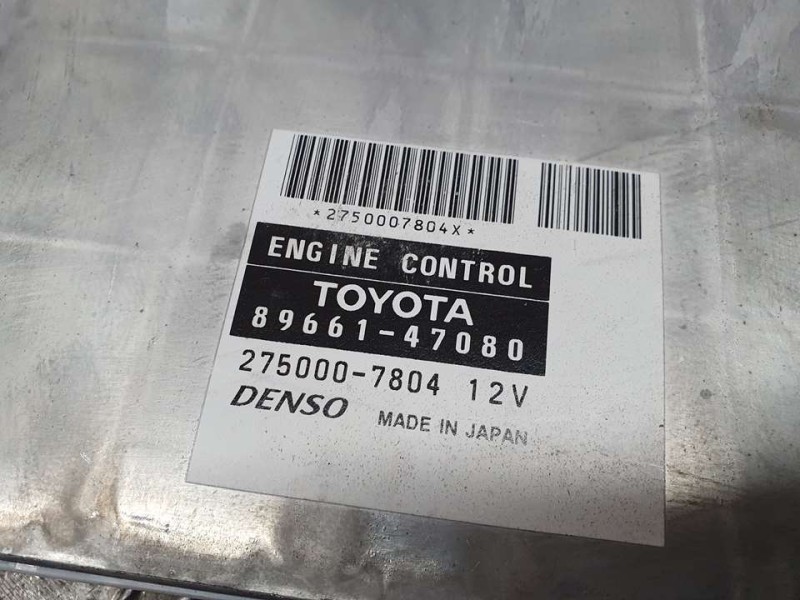 *2750007804X*
ENGINE CONTROL
TOYOTA
89661-47080
275000-7804 12V
DENSO MADE IN JAPAN